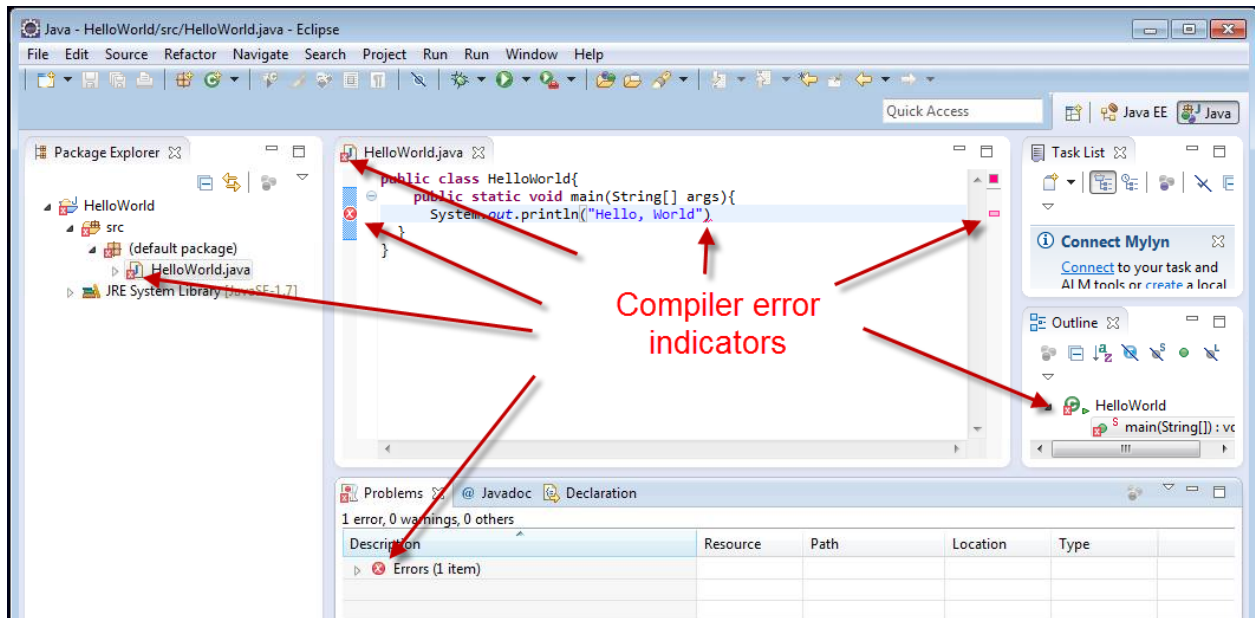 Java - HelloWorld/src/HelloWorld.java - Eclipse
File Edit Source Refactor Navigate Search Project Run Run Window Help
Quick Access
Java EE
Java
Package Explorer
HelloWorld
src
(default package)
HelloWorld.java
JRE System Library [JavaSE-1.7]
HelloWorld.java
public class HelloWorld{
public static void main(String[] args){
System.out.println("Hello, World")
}
}
Compiler error
indicators
Task List
Connect Mylyn
Connect to your task and
ALM tools or create a local
Outline
HelloWorld
S main(String[]) : vo
Problems @ Javadoc Declaration
1 error, 0 warnings, 0 others
Description Resource Path Location Type
Errors (1 item)